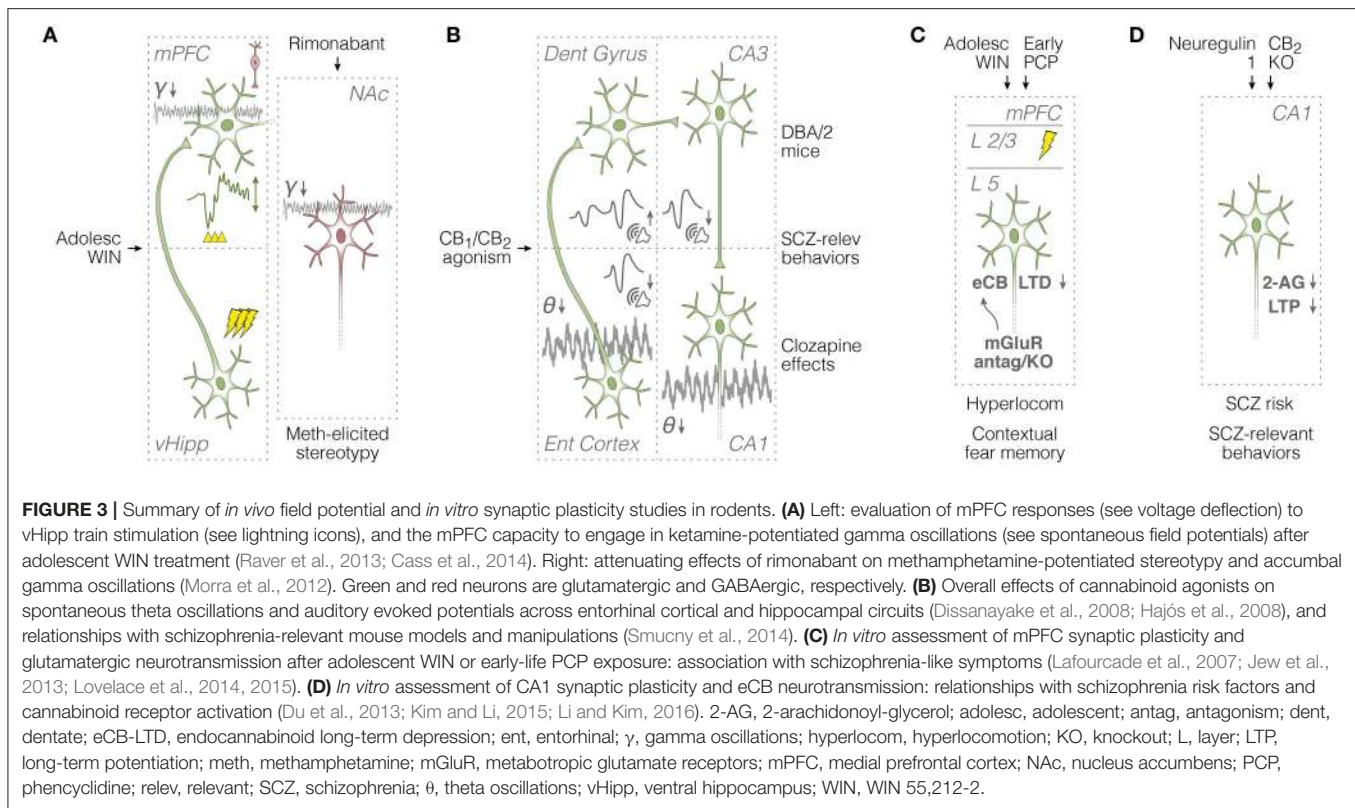 A
mPFC
γ ↓
Adolesc
WIN
vHipp
Rimonabant
NAc
γ ↓
Meth-elicited
stereotypy
B
Dent Gyrus
CA3
CB₁/CB₂
agonism
θ ↓
Ent Cortex
θ ↓
CA1
DBA/2
mice
SCZ-relev
behaviors
Clozapine
effects
C
Adolesc
WIN
Early
PCP
mPFC
L 2/3
L 5
eCB LTD ↓
mGluR
antag/KO
Hyperlocom
Contextual
fear memory
D
Neuregulin
1
CB₂
KO
CA1
2-AG ↓
LTP ↓
SCZ risk
SCZ-relevant
behaviors
FIGURE 3 | Summary of in vivo field potential and in vitro synaptic plasticity studies in rodents. (A) Left: evaluation of mPFC responses (see voltage deflection) to
vHipp train stimulation (see lightning icons), and the mPFC capacity to engage in ketamine-potentiated gamma oscillations (see spontaneous field potentials) after
adolescent WIN treatment (Raver et al., 2013; Cass et al., 2014). Right: attenuating effects of rimonabant on methamphetamine-potentiated stereotypy and accumbal
gamma oscillations (Morra et al., 2012). Green and red neurons are glutamatergic and GABAergic, respectively. (B) Overall effects of cannabinoid agonists on
spontaneous theta oscillations and auditory evoked potentials across entorhinal cortical and hippocampal circuits (Dissanayake et al., 2008; Hajós et al., 2008), and
relationships with schizophrenia-relevant mouse models and manipulations (Smucny et al., 2014). (C) In vitro assessment of mPFC synaptic plasticity and
glutamatergic neurotransmission after adolescent WIN or early-life PCP exposure: association with schizophrenia-like symptoms (Lafourcade et al., 2007; Jew et al.,
2013; Lovelace et al., 2014, 2015). (D) In vitro assessment of CA1 synaptic plasticity and eCB neurotransmission: relationships with schizophrenia risk factors and
cannabinoid receptor activation (Du et al., 2013; Kim and Li, 2015; Li and Kim, 2016). 2-AG, 2-arachidonoyl-glycerol; adolesc, adolescent; antag, antagonism; dent,
dentate; eCB-LTD, endocannabinoid long-term depression; ent, entorhinal; γ, gamma oscillations; hyperlocom, hyperlocomotion; KO, knockout; L, layer; LTP,
long-term potentiation; meth, methamphetamine; mGluR, metabotropic glutamate receptors; mPFC, medial prefrontal cortex; NAc, nucleus accumbens; PCP,
phencyclidine; relev, relevant; SCZ, schizophrenia; θ, theta oscillations; vHipp, ventral hippocampus; WIN, WIN 55,212-2.